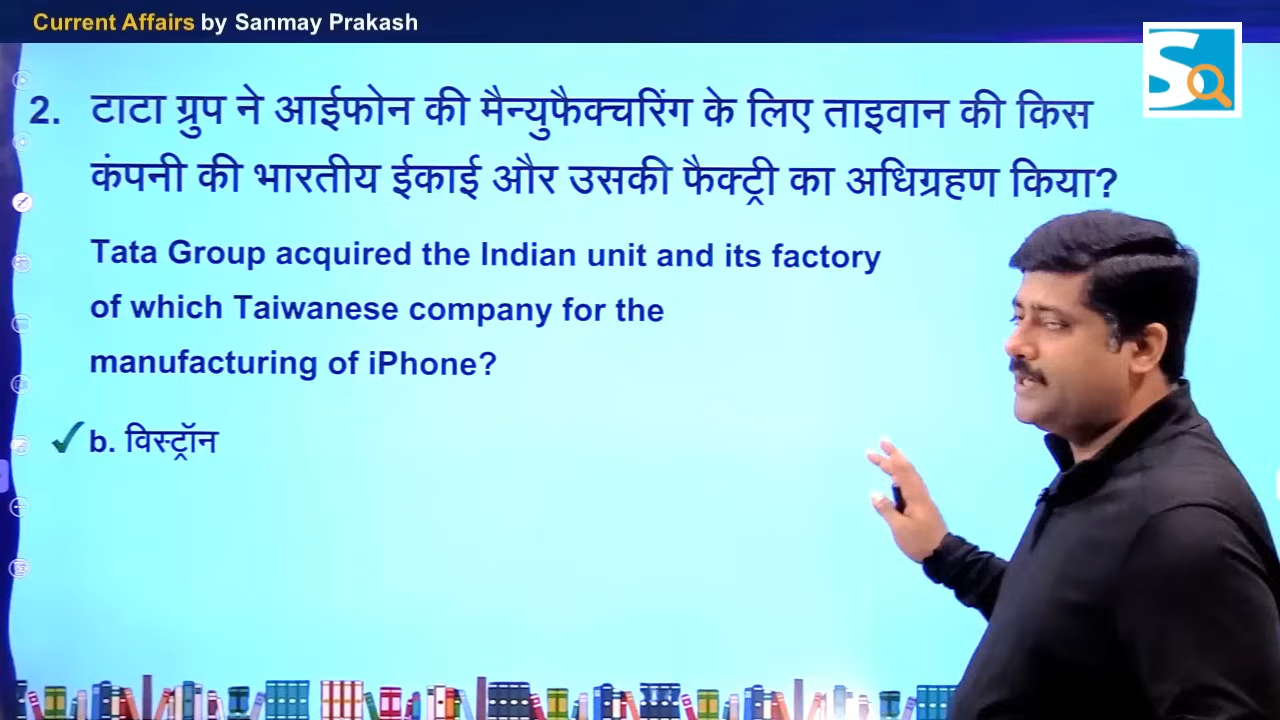 Current Affairs by Sanmay Prakash
2. टाटा ग्रुप ने आईफोन की मैन्युफैक्चरिंग के लिए ताइवान की किस
कंपनी की भारतीय ईकाई और उसकी फैक्ट्री का अधिग्रहण किया?
Tata Group acquired the Indian unit and its factory
of which Taiwanese company for the
manufacturing of iPhone?
b. विस्ट्रॉन